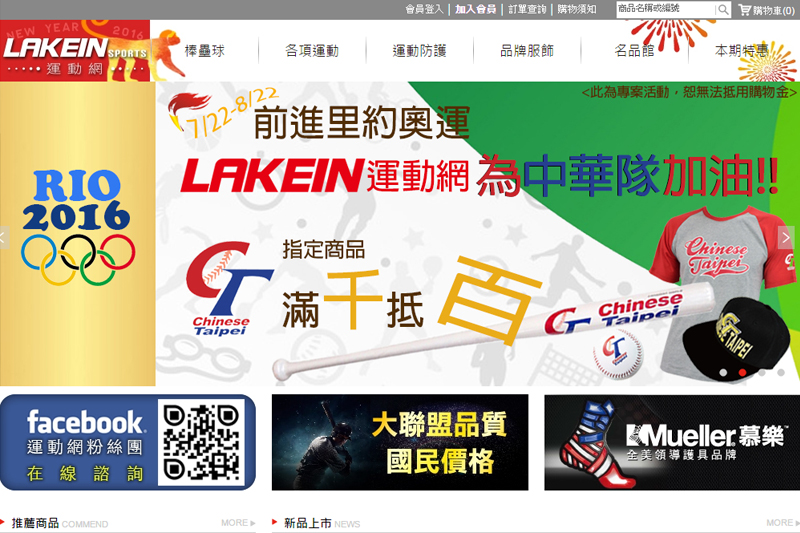 會員登入 | 加入會員 | 訂單查詢 | 購物須知
商品名稱或編號
購物車(0)
NEW YEAR 2016
LAKEIN SPORTS
運動網
棒壘球
各項運動
運動防護
品牌服飾
名品館
本期特惠
<此為專案活動，恕無法抵用購物金>
7/22-8/22
前進里約奧運
LAKEIN運動網為中華隊加油!!
RIO
2016
CT
Chinese
Taipei
指定商品
滿千抵百
Chinese
Taipei
CT
Chinese
Taipei
CT
TAIPEI
facebook
運動網粉絲團
在線諮詢
大聯盟品質
國民價格
Mueller 慕樂
全美領導護具品牌
推薦商品 COMMEND
MORE
新品上市 NEWS
MORE